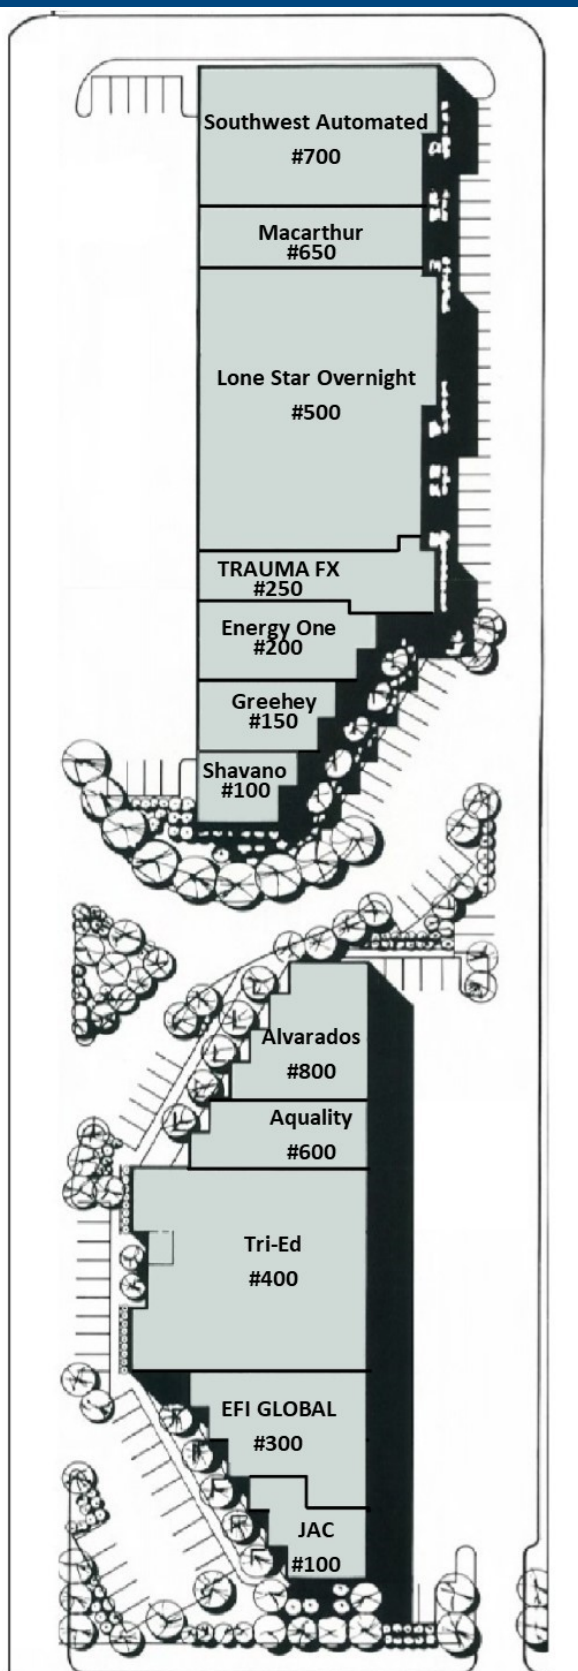 Southwest Automated
#700
Macarthur
#650
Lone Star Overnight
#500
TRAUMA FX
#250
Energy One
#200
Greehey
#150
Shavano
#100
Alvarados
#800
Aquality
#600
Tri-Ed
#400
EFI GLOBAL
#300
JAC
#100